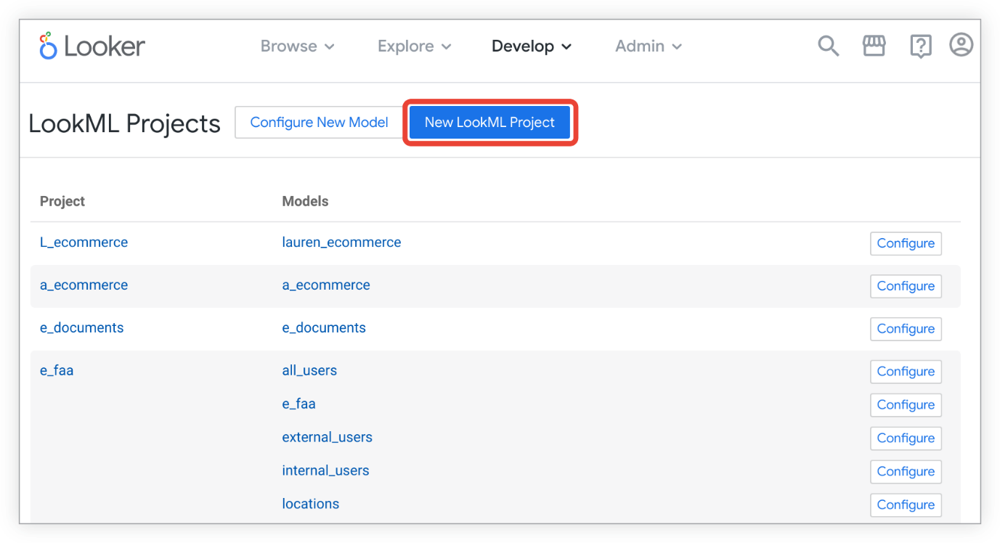 Looker Browse Explore Develop Admin ?
LookML Projects Configure New Model New LookML Project
Project Models
L_ecommerce lauren_ecommerce Configure
a_ecommerce a_ecommerce Configure
e_documents e_documents Configure
e_faa all_users Configure
e_faa Configure
external_users Configure
internal_users Configure
locations Configure